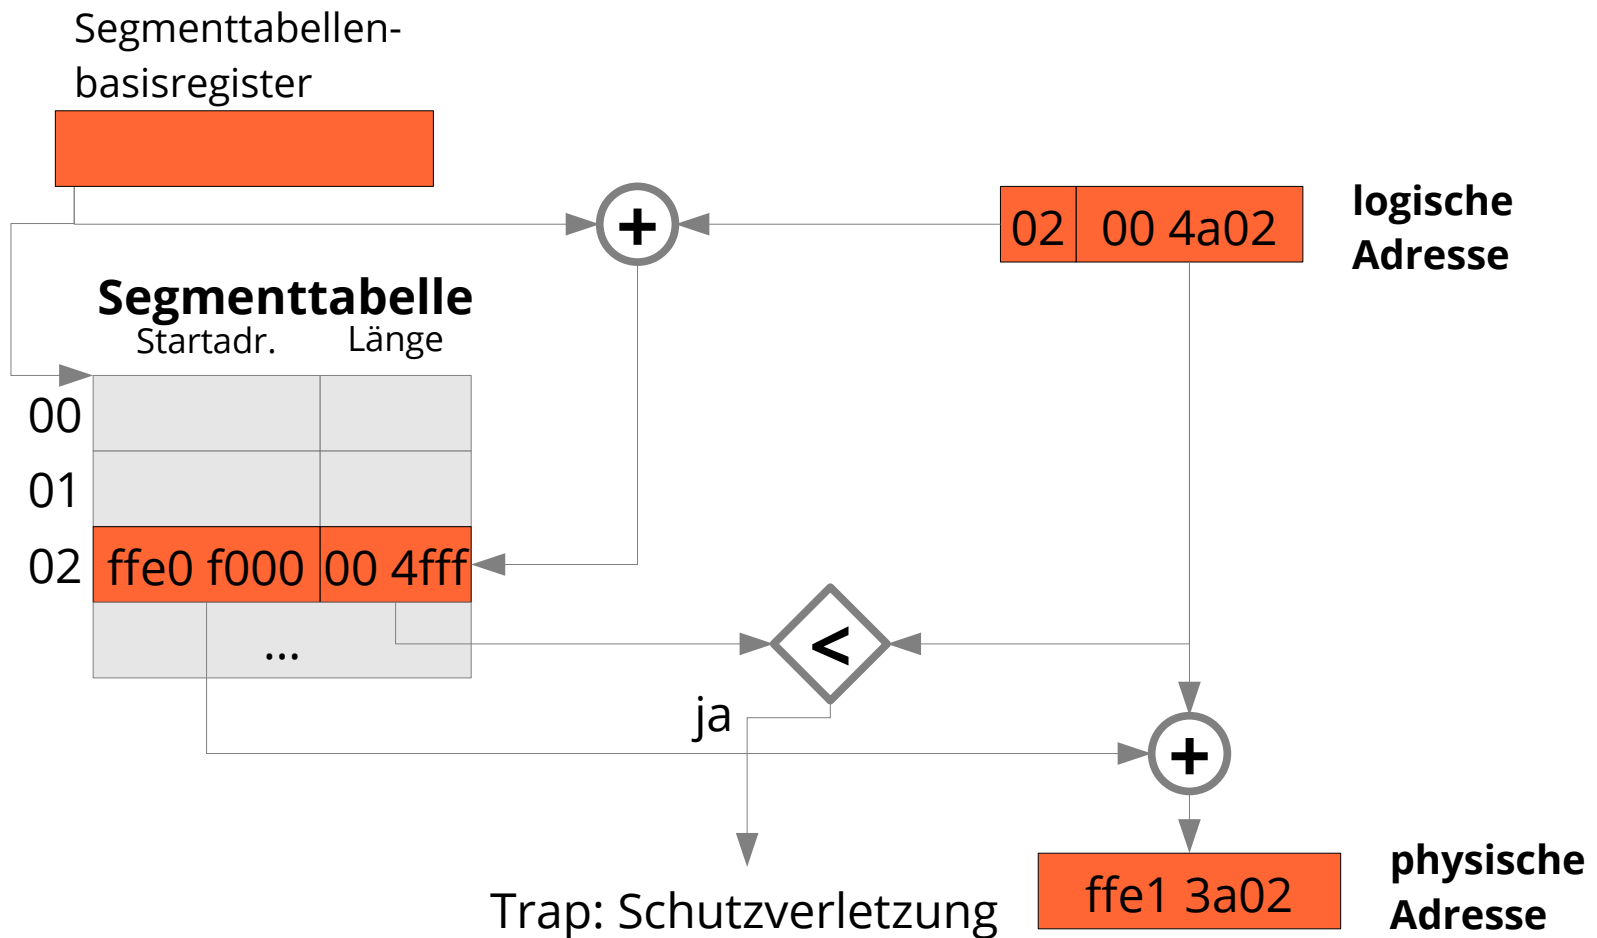 Segmenttabellen-
basisregister
+
02 00 4a02
logische
Adresse
Segmenttabelle
Startadr. Länge
00
01
02 ffe0 f000 00 4fff
...
<
ja
+
Trap: Schutzverletzung
ffe1 3a02
physische
Adresse